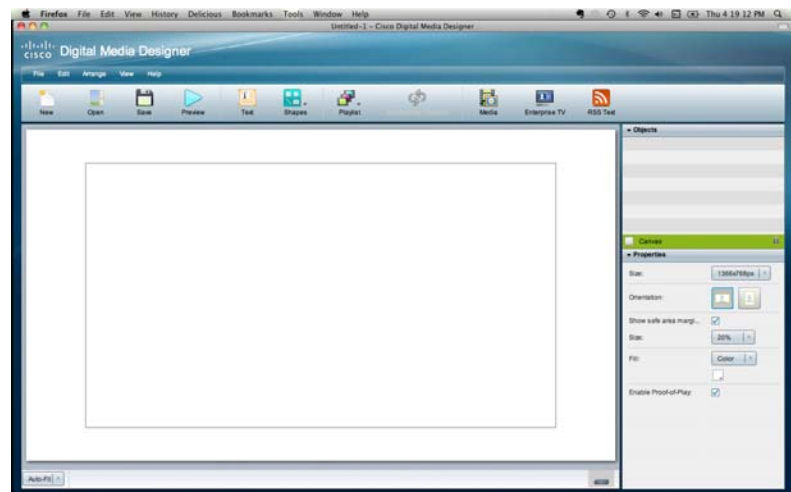 Firefox File Edit View History Delicious Bookmarks Tools Window Help Thu 4 19 12 PM
Untitled-1 - Cisco Digital Media Designer
CISCO Digital Media Designer
File Edit Arrange View Help
New Open Save Preview Text Shapes Playlist Media Enterprise TV RSS Text
Objects
Canvas
Properties
Size: 1366x768px
Orientation:
Show safe area margi...
Size: 20%
Fill: Color
Enable Proof-of-Play:
Auto-Fit